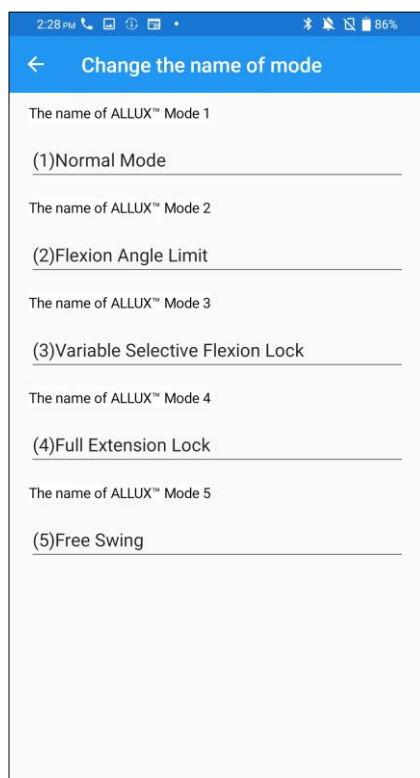 2:28 PM 86%
Change the name of mode
The name of ALLUX™ Mode 1
(1)Normal Mode
The name of ALLUX™ Mode 2
(2)Flexion Angle Limit
The name of ALLUX™ Mode 3
(3)Variable Selective Flexion Lock
The name of ALLUX™ Mode 4
(4)Full Extension Lock
The name of ALLUX™ Mode 5
(5)Free Swing